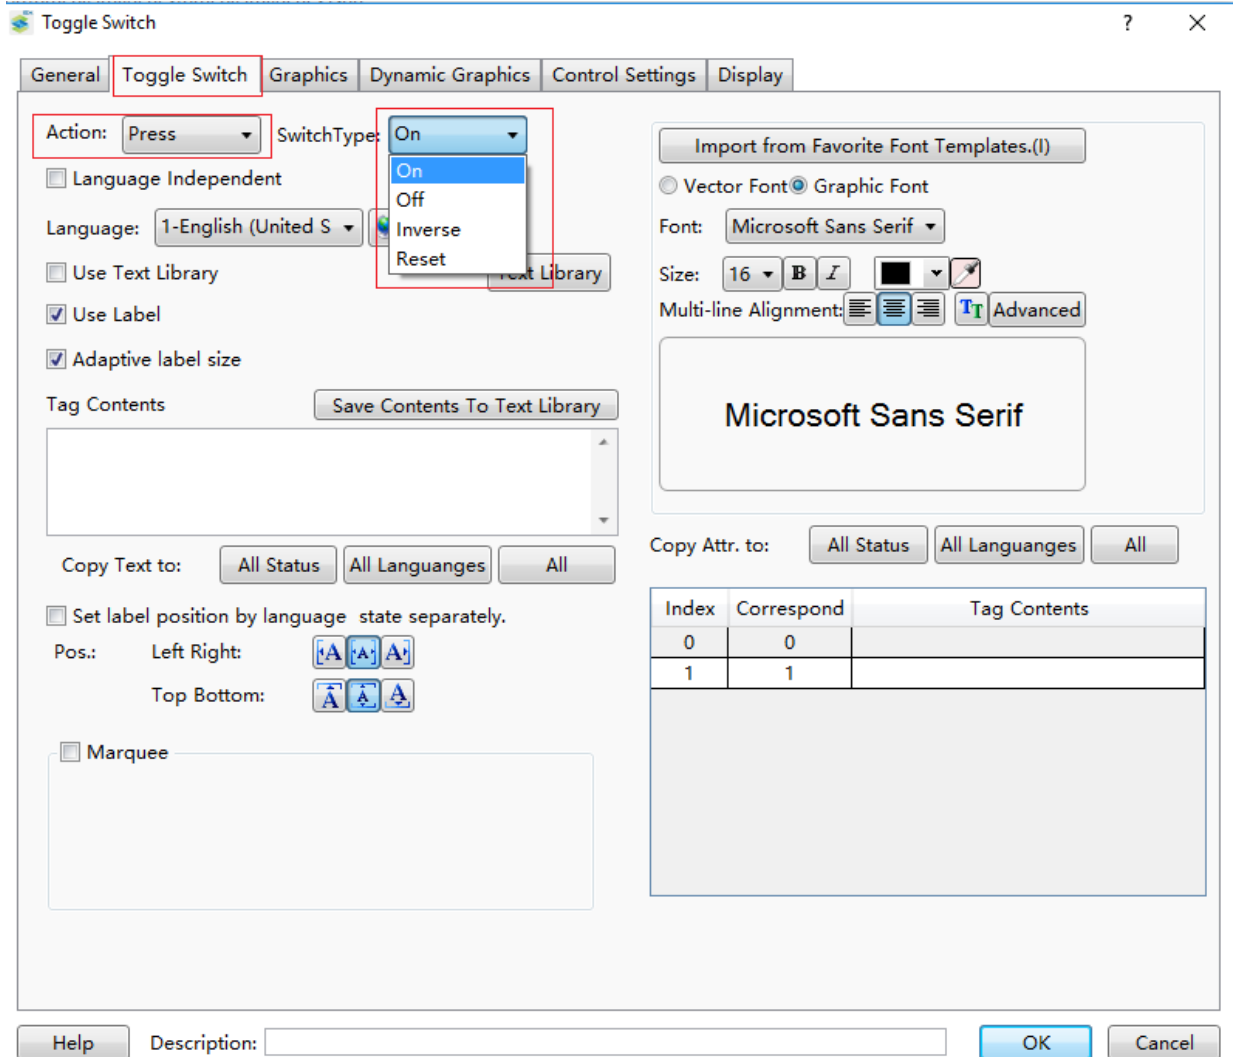 Toggle Switch
?
General
Toggle Switch
Graphics
Dynamic Graphics
Control Settings
Display
Action:
Press
SwitchType:
On
On
Off
Inverse
Reset
Language Independent
Language:
1-English (United S
Use Text Library
Text Library
Use Label
Adaptive label size
Tag Contents
Save Contents To Text Library
Copy Text to:
All Status
All Languanges
All
Set label position by language state separately.
Pos.:
Left Right:
A
A
A
Top Bottom:
A
A
A
Marquee
Import from Favorite Font Templates.(I)
Vector Font
Graphic Font
Font:
Microsoft Sans Serif
Size:
16
B
I
Multi-line Alignment:
TT
Advanced
Microsoft Sans Serif
Copy Attr. to:
All Status
All Languanges
All
Index Correspond Tag Contents
0 0
1 1
Help
Description:
OK
Cancel